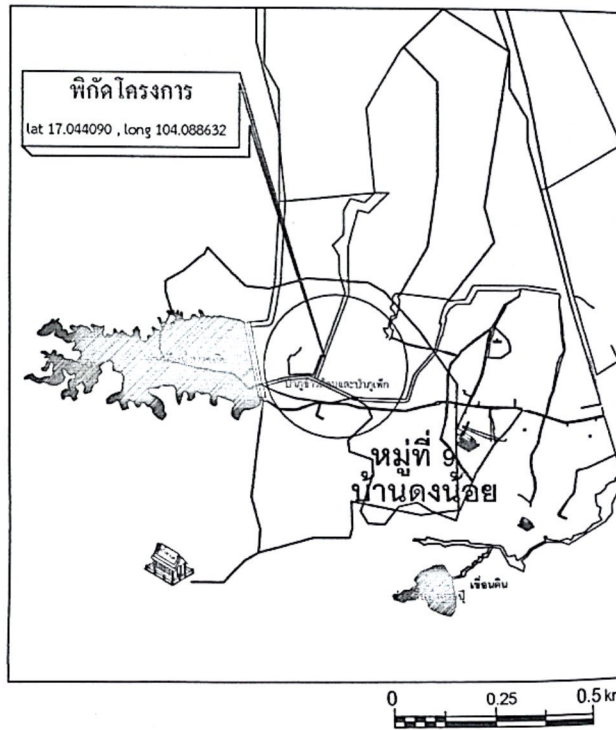 พิกัดโครงการ
lat 17.044090 , long 104.088632
หมู่ที่ 9
บ้านดงน้อย
เขื่อนดิน
0 0.25 0.5 km